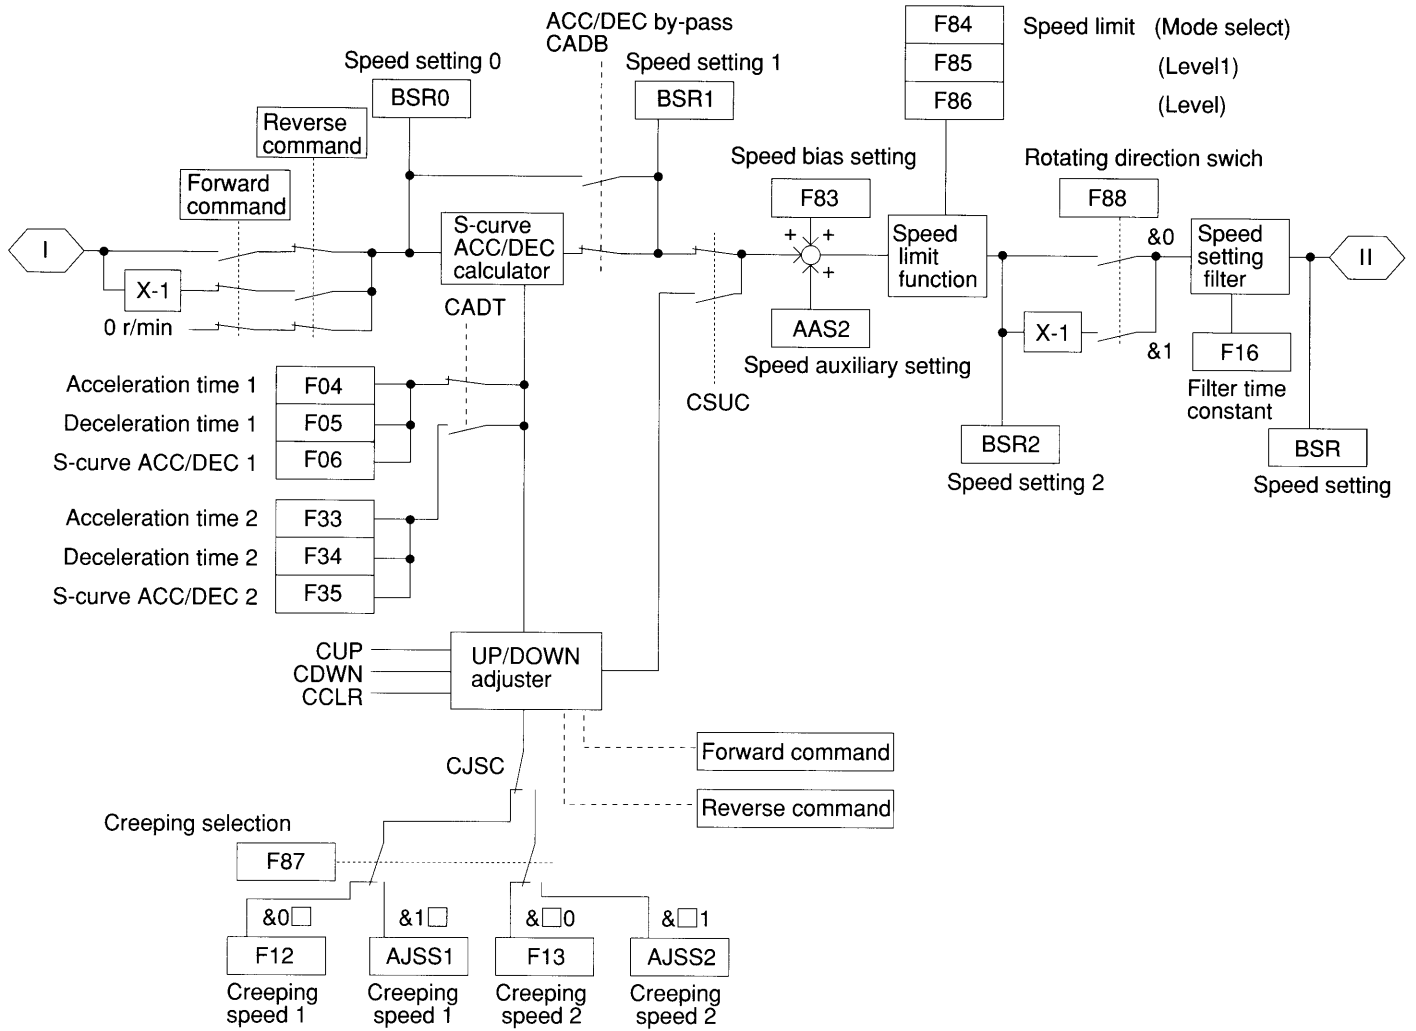 ACC/DEC by-pass
CADB
F84
Speed limit (Mode select)
F85
(Level1)
F86
(Level)
Speed setting 0
BSR0
Speed setting 1
BSR1
Reverse
command
Forward
command
Speed bias setting
F83
Rotating direction swich
F88
I
X-1
0 r/min
S-curve
ACC/DEC
calculator
+
+
+
Speed
limit
function
&0
X-1
&1
Speed
setting
filter
II
CADT
AAS2
Speed auxiliary setting
CSUC
F16
Filter time
constant
BSR2
Speed setting 2
BSR
Speed setting
Acceleration time 1
F04
Deceleration time 1
F05
S-curve ACC/DEC 1
F06
Acceleration time 2
F33
Deceleration time 2
F34
S-curve ACC/DEC 2
F35
CUP
CDWN
CCLR
UP/DOWN
adjuster
Forward command
CJSC
Reverse command
Creeping selection
F87
&0□
&1□
&□0
&□1
F12
AJSS1
F13
AJSS2
Creeping
speed 1
Creeping
speed 1
Creeping
speed 2
Creeping
speed 2